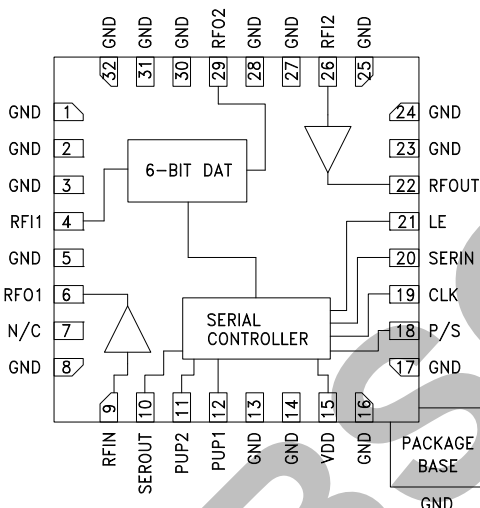 GND GND GND RFO2 GND GND RFI2 GND
32 31 30 29 28 27 26 25
GND 1
GND 2
GND 3
RFI1 4
GND 5
RFO1 6
N/C 7
GND 8
6-BIT DAT
24 GND
23 GND
22 RFOUT
21 LE
20 SERIN
19 CLK
18 P/S
17 GND
SERIAL
CONTROLLER
9 10 11 12 13 14 15 16
RFIN SEROUT PUP2 PUP1 GND GND VDD GND
PACKAGE
BASE
GND